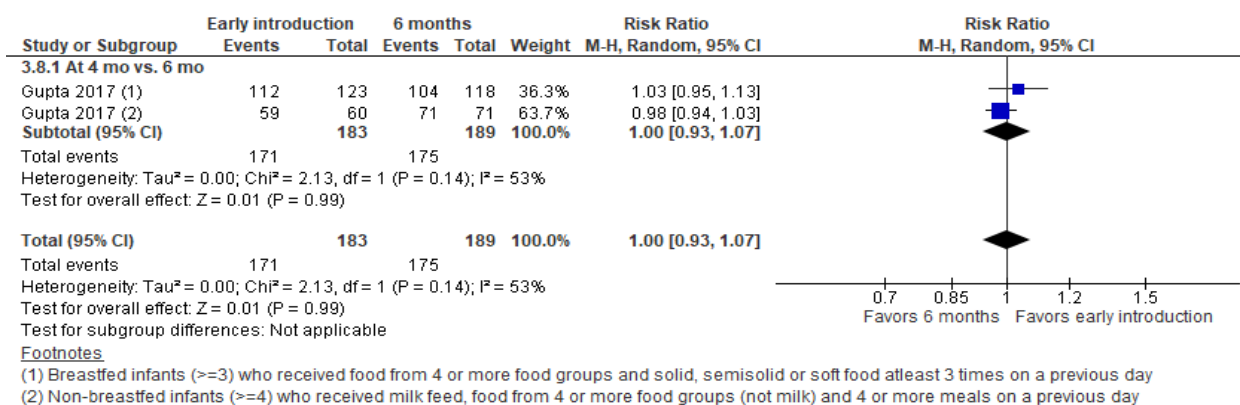 Early introduction 6 months Risk Ratio Risk Ratio
Study or Subgroup Events Total Events Total Weight M-H, Random, 95% CI M-H, Random, 95% CI
3.8.1 At 4 mo vs. 6 mo
Gupta 2017 (1) 112 123 104 118 36.3% 1.03 [0.95, 1.13]
Gupta 2017 (2) 59 60 71 71 63.7% 0.98 [0.94, 1.03]
Subtotal (95% CI) 183 189 100.0% 1.00 [0.93, 1.07]
Total events 171 175
Heterogeneity: Tau² = 0.00; Chi² = 2.13, df = 1 (P = 0.14); I² = 53%
Test for overall effect: Z = 0.01 (P = 0.99)
Total (95% CI) 183 189 100.0% 1.00 [0.93, 1.07]
Total events 171 175
Heterogeneity: Tau² = 0.00; Chi² = 2.13, df = 1 (P = 0.14); I² = 53%
Test for overall effect: Z = 0.01 (P = 0.99)
Test for subgroup differences: Not applicable
0.7 0.85 1 1.2 1.5
Favors 6 months Favors early introduction
Footnotes
(1) Breastfed infants (>=3) who received food from 4 or more food groups and solid, semisolid or soft food atleast 3 times on a previous day
(2) Non-breastfed infants (>=4) who received milk feed, food from 4 or more food groups (not milk) and 4 or more meals on a previous day